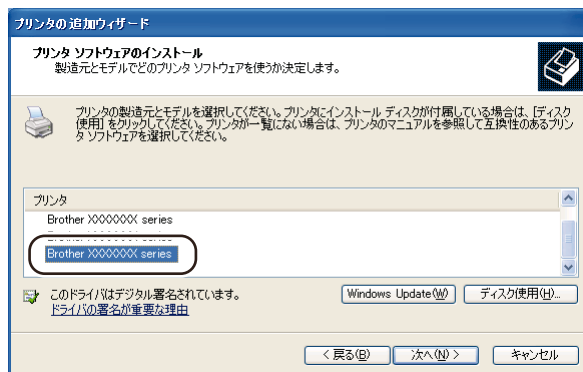 プリンタの追加ウィザード
プリンタ ソフトウェアのインストール
製造元とモデルでどのプリンタ ソフトウェアを使うか決定します。
プリンタの製造元とモデルを選択してください。プリンタにインストール ディスクが付属している場合は、[ディスク
使用] をクリックしてください。プリンタが一覧にない場合は、プリンタのマニュアルを参照して互換性のあるプリン
タ ソフトウェアを選択してください。
プリンタ
Brother XXXXXXX series
Brother XXXXXXX series
このドライバはデジタル署名されています。
ドライバの署名が重要な理由
Windows Update(W)
ディスク使用(H)...
< 戻る(B)
次へ(N) >
キャンセル